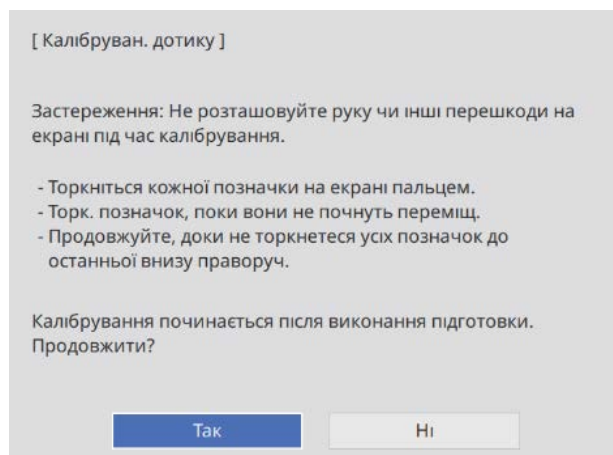 [ Калібруван. дотику ]
Застереження: Не розташовуйте руку чи інші перешкоди на
екрані під час калібрування.
- Торкніться кожної позначки на екрані пальцем.
- Торк. позначок, поки вони не почнуть переміщ.
- Продовжуйте, доки не торкнетеся усіх позначок до
останньої внизу праворуч.
Калібрування починається після виконання підготовки.
Продовжити?
Так
Ні